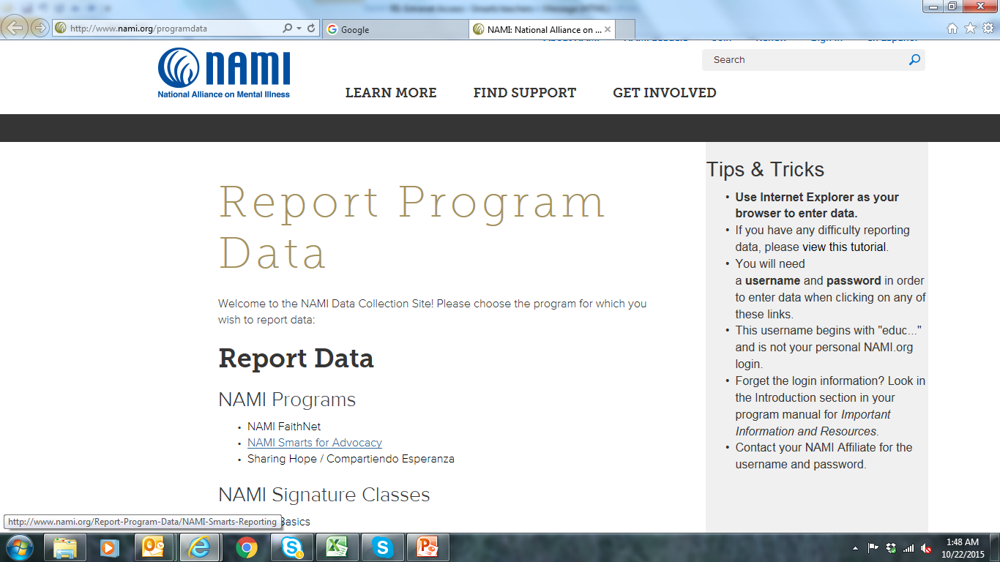 http://www.nami.org/programdata
Google
NAMI: National Alliance on ...
Search
NAMI
National Alliance on Mental Illness
LEARN MORE
FIND SUPPORT
GET INVOLVED
Report Program
Data
Welcome to the NAMI Data Collection Site! Please choose the program for which you
wish to report data:
Report Data
NAMI Programs
• NAMI FaithNet
• NAMI Smarts for Advocacy
• Sharing Hope / Compartiendo Esperanza
NAMI Signature Classes
Basics
Tips & Tricks
• Use Internet Explorer as your
browser to enter data.
• If you have any difficulty reporting
data, please view this tutorial.
• You will need
a username and password in order
to enter data when clicking on any of
these links.
• This username begins with "educ..."
and is not your personal NAMI.org
login.
• Forget the login information? Look in
the Introduction section in your
program manual for Important
Information and Resources.
• Contact your NAMI Affiliate for the
username and password.
http://www.nami.org/Report-Program-Data/NAMI-Smarts-Reporting
1:48 AM
10/22/2015